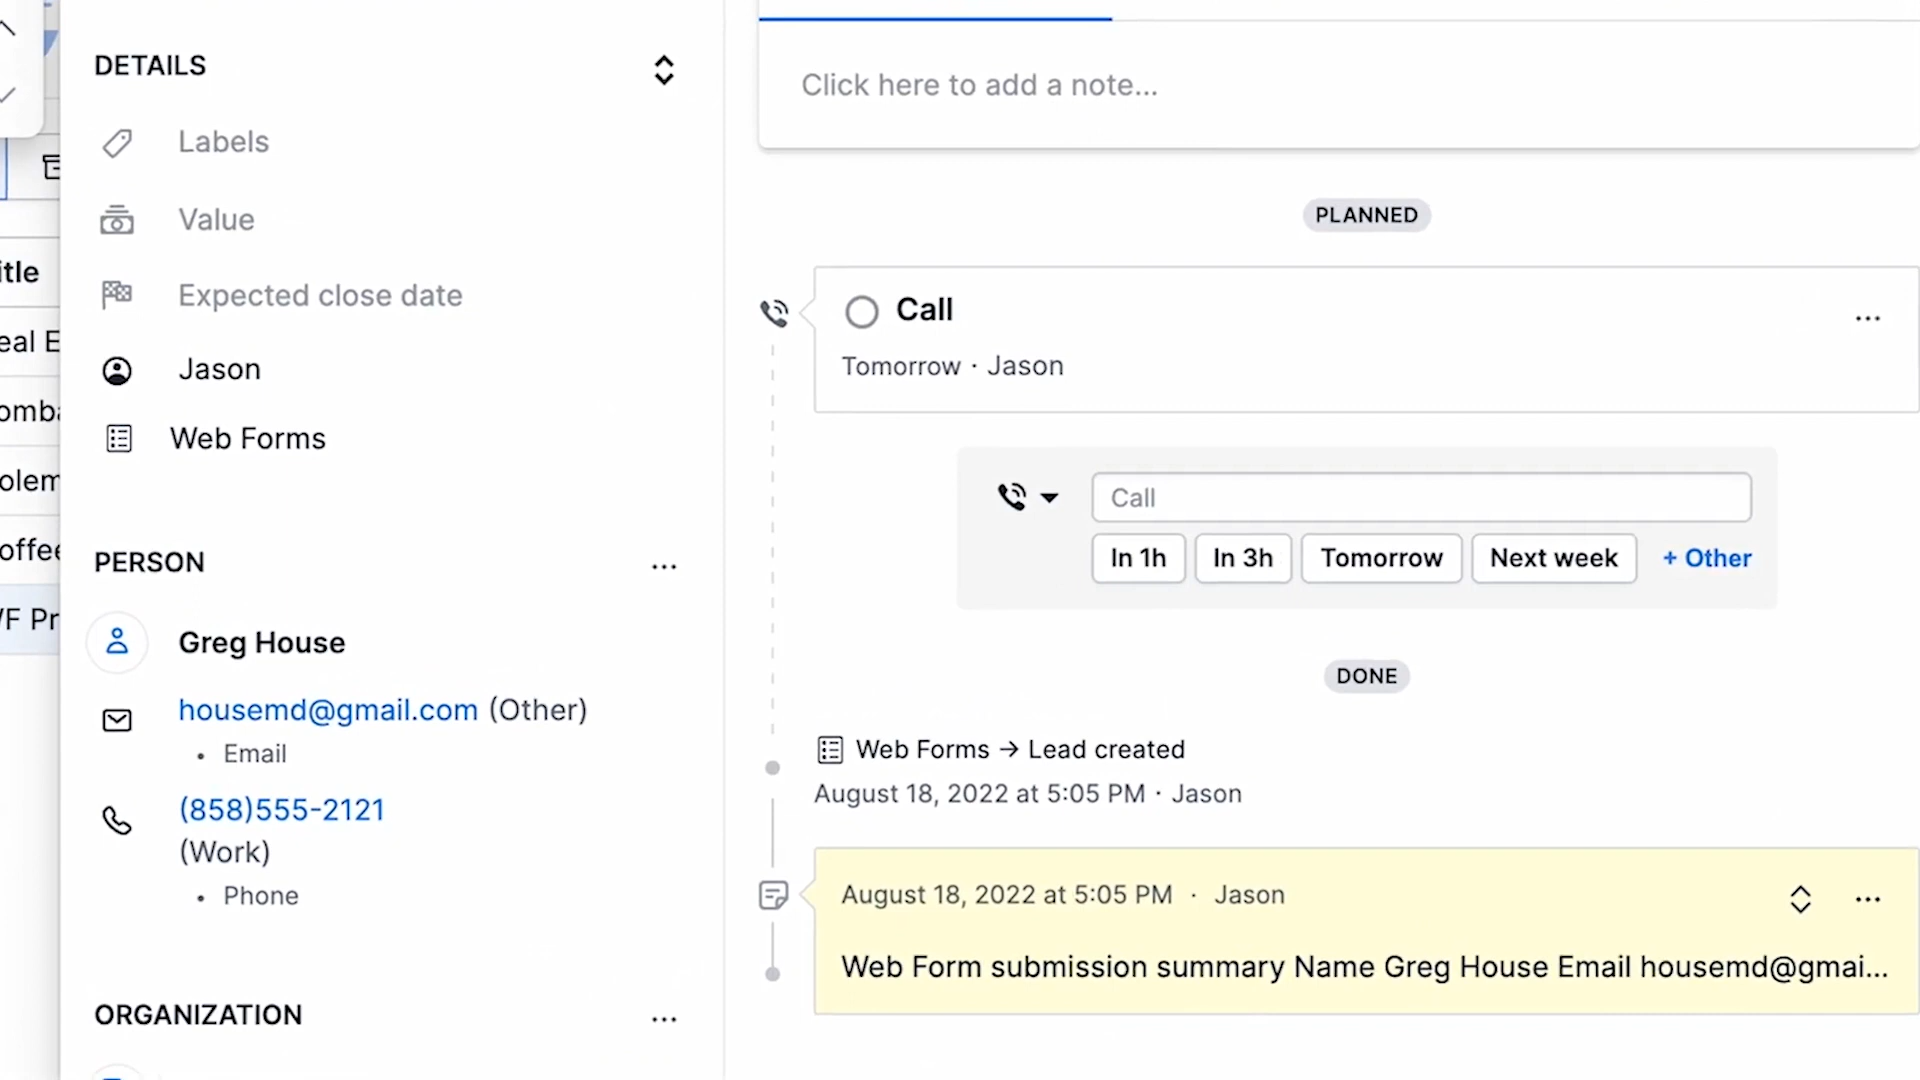 DETAILS
Labels
Value
Expected close date
Jason
Web Forms
PERSON
Greg House
housemd@gmail.com (Other)
• Email
(858)555-2121
(Work)
• Phone
ORGANIZATION
Click here to add a note...
PLANNED
Call
Tomorrow · Jason
Call
In 1h In 3h Tomorrow Next week + Other
DONE
Web Forms → Lead created
August 18, 2022 at 5:05 PM · Jason
August 18, 2022 at 5:05 PM · Jason
Web Form submission summary Name Greg House Email housemd@gmai...